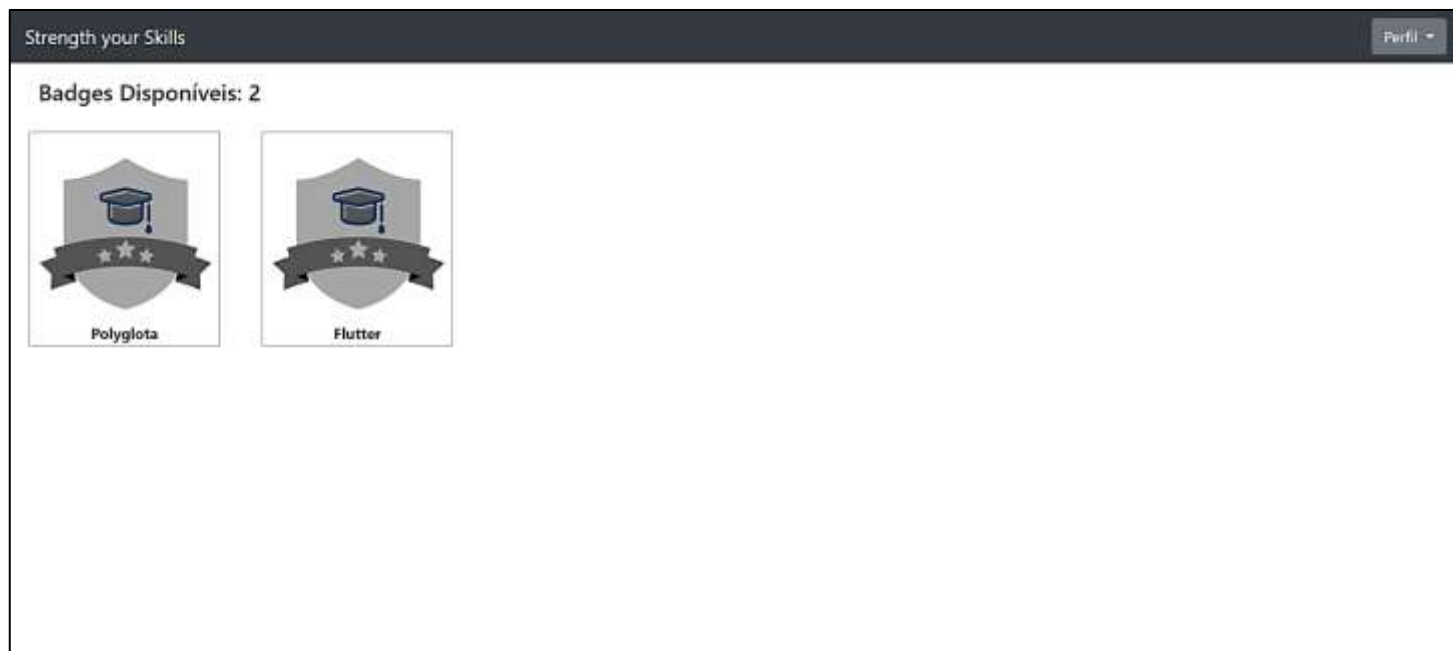 Strength your Skills
Perfil
Badges Disponíveis: 2
Polyglota
Flutter